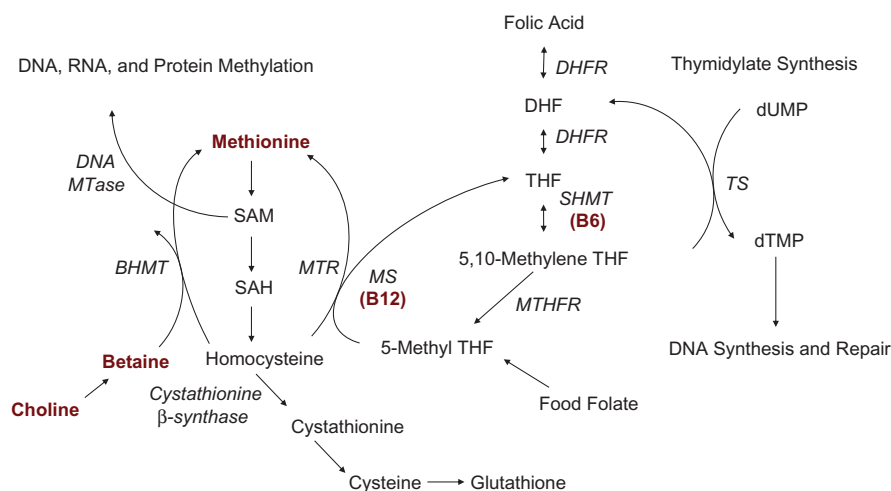 Folic Acid
DNA, RNA, and Protein Methylation
DHFR
Thymidylate Synthesis
DHF
dUMP
Methionine
DHFR
DNA
MTase
THF
SHMT
(B6)
TS
SAM
dTMP
BHMT
MTR
MS
(B12)
5,10-Methylene THF
SAH
MTHFR
Betaine
Homocysteine
5-Methyl THF
DNA Synthesis and Repair
Choline
Cystathionine
β-synthase
Food Folate
Cystathionine
Cysteine
Glutathione